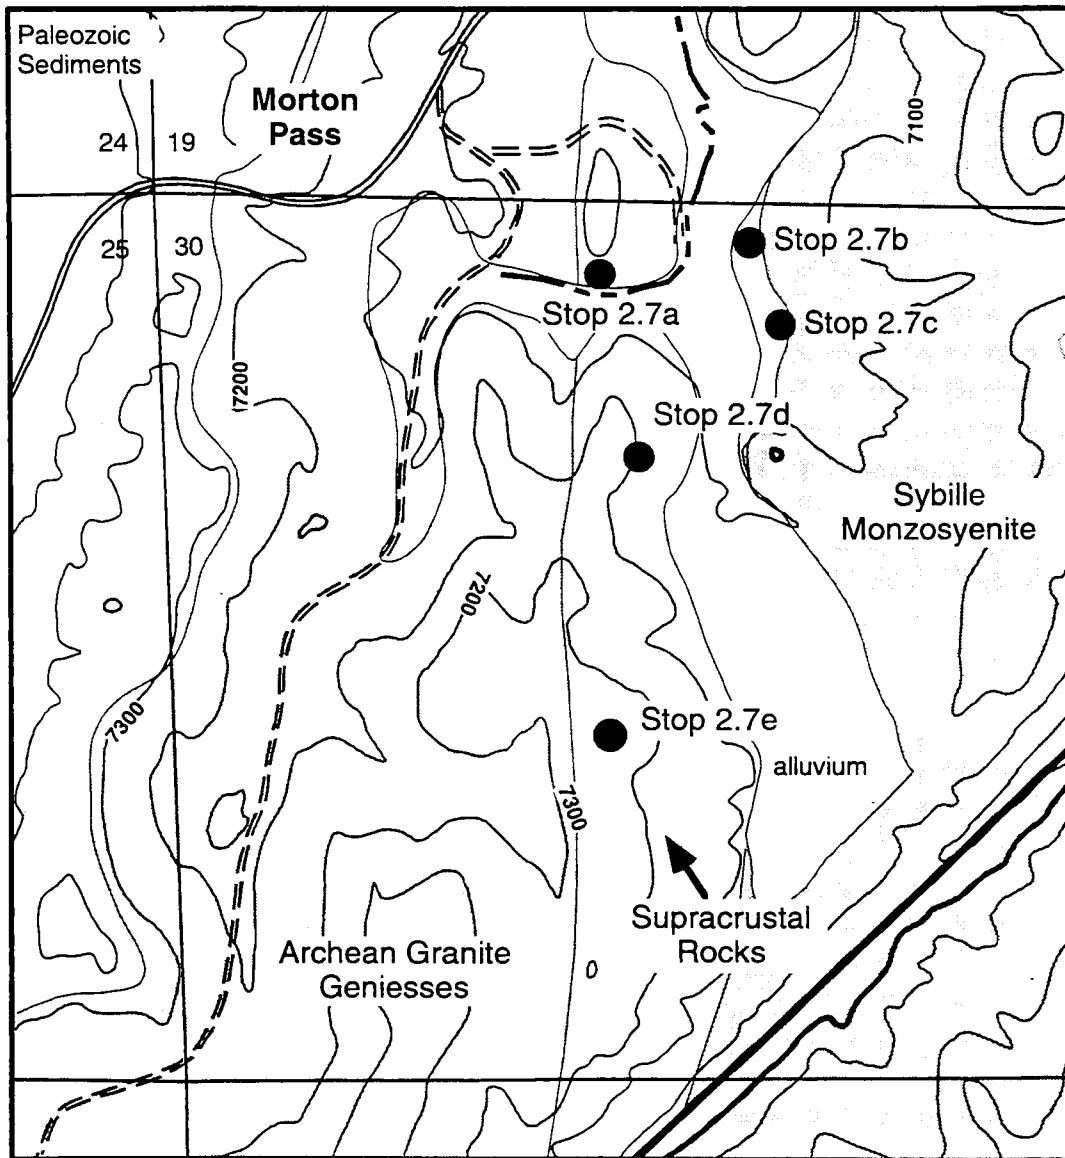 Paleozoic
Sediments
Morton
Pass
24
19
7100
25
30
Stop 2.7b
Stop 2.7a
Stop 2.7c
7200
Stop 2.7d
Sybille
Monzosyenite
7200
7300
Stop 2.7e
alluvium
7300
Supracrustal
Rocks
Archean Granite
Geniesses